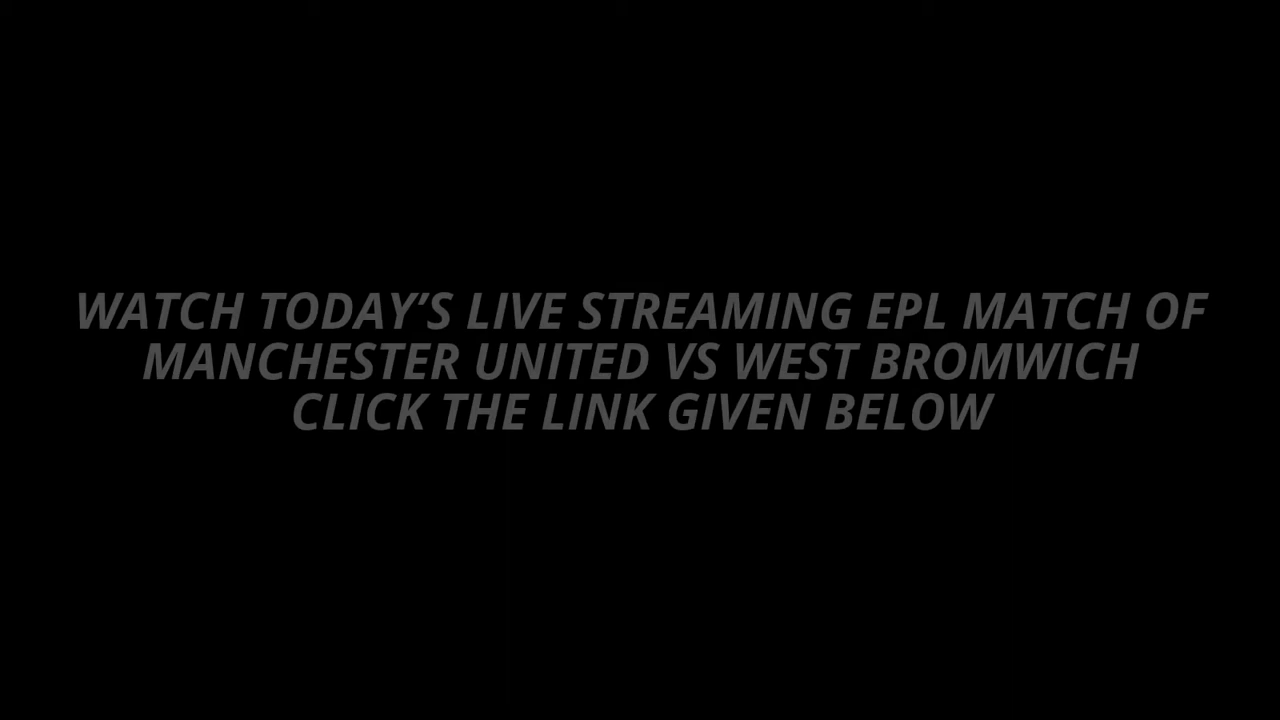 WATCH TODAY’S LIVE STREAMING EPL MATCH OF
MANCHESTER UNITED VS WEST BROMWICH
CLICK THE LINK GIVEN BELOW